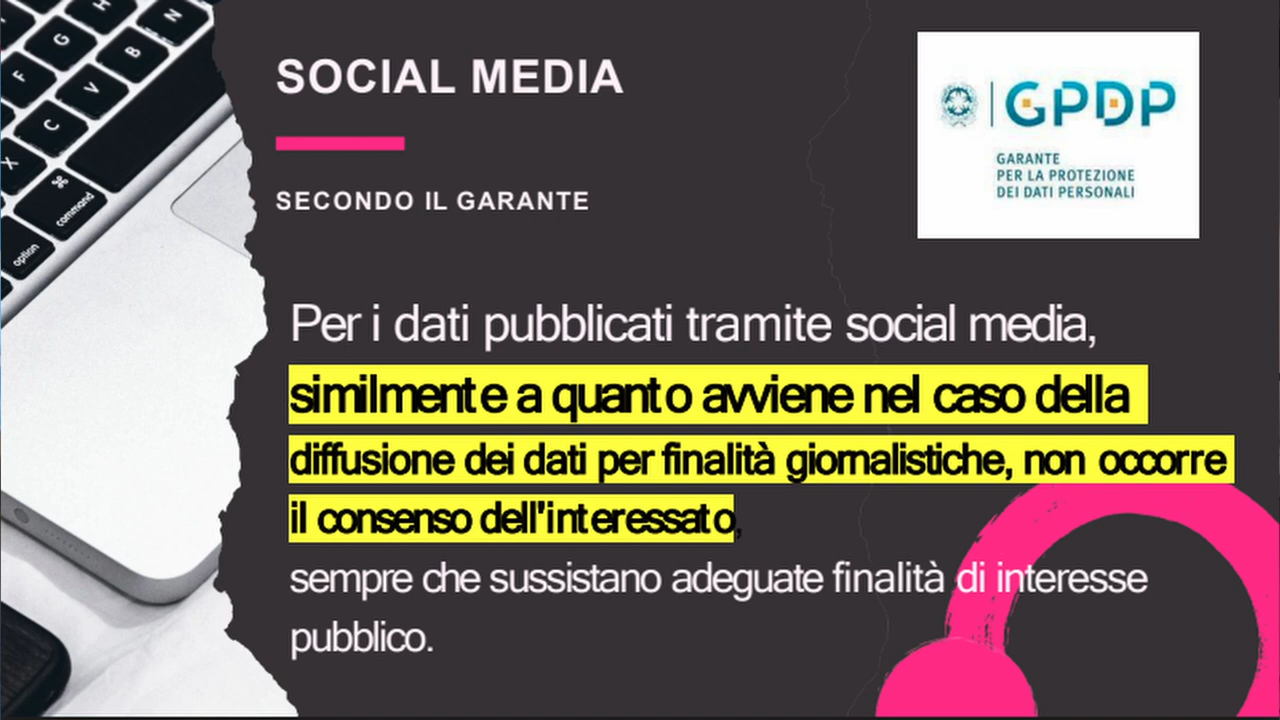 G
N
F
B
V
C
X
⌘
command
option
SOCIAL MEDIA
SECONDO IL GARANTE
GPDP
GARANTE
PER LA PROTEZIONE
DEI DATI PERSONALI
Per i dati pubblicati tramite social media,
similmente a quanto avviene nel caso della
diffusione dei dati per finalità giornalistiche, non occorre
il consenso dell'interessato,
sempre che sussistano adeguate finalità di interesse
pubblico.